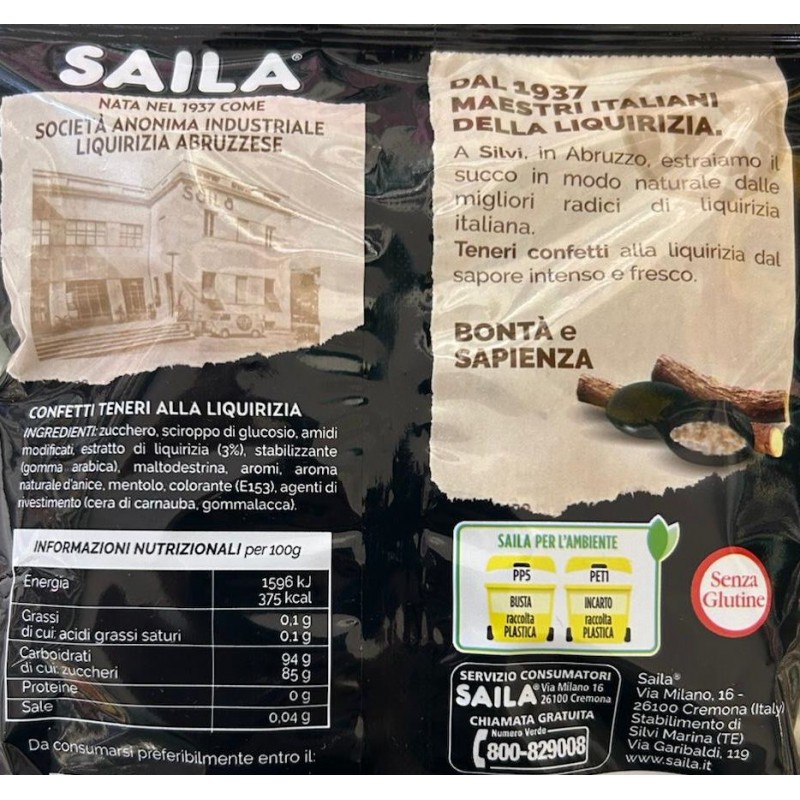 SAILA®
NATA NEL 1937 COME
SOCIETÀ ANONIMA INDUSTRIALE
LIQUIRIZIA ABRUZZESE
Saila
CONFETTI TENERI ALLA LIQUIRIZIA
INGREDIENTI: zucchero, sciroppo di glucosio, amidi
modificati, estratto di liquirizia (3%), stabilizzante
(gomma arabica), maltodestrina, aromi, aroma
naturale d'anice, mentolo, colorante (E153), agenti di
rivestimento (cera di carnauba, gommalacca).
INFORMAZIONI NUTRIZIONALI per 100g
Energia 1596 kJ
375 kcal
Grassi 0,1 g
di cui: acidi grassi saturi 0,1 g
Carboidrati 94 g
di cui: zuccheri 85 g
Proteine 0 g
Sale 0,04 g
Da consumarsi preferibilmente entro il:
DAL 1937
MAESTRI ITALIANI
DELLA LIQUIRIZIA.
A Silvi, in Abruzzo, estraiamo il
succo in modo naturale dalle
migliori radici di liquirizia
italiana.
Teneri confetti alla liquirizia dal
sapore intenso e fresco.
BONTÀ e
SAPIENZA
SAILA PER L'AMBIENTE
PP5
BUSTA
raccolta
PLASTICA
PET1
INCARTO
raccolta
PLASTICA
Senza
Glutine
SERVIZIO CONSUMATORI
SAILA® Via Milano 16
26100 Cremona
CHIAMATA GRATUITA
Numero Verde
800-829008
Saila®
Via Milano, 16 -
26100 Cremona (Italy)
Stabilimento di
Silvi Marina (TE)
Via Garibaldi, 119
www.saila.it